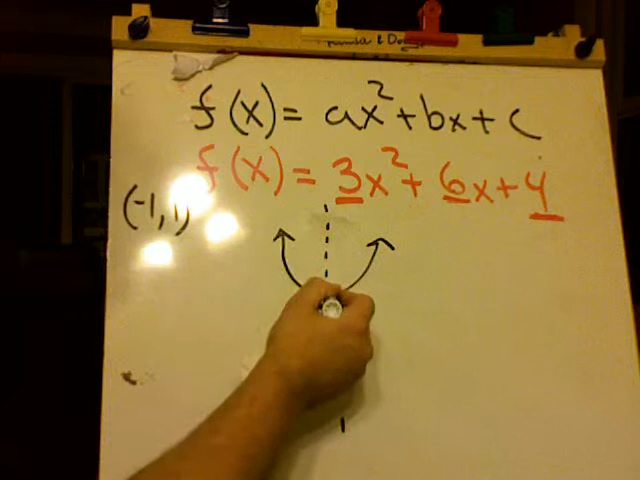 f(x) = ax²+bx+c
f(x) = 3x²+6x+4
(-1,1)